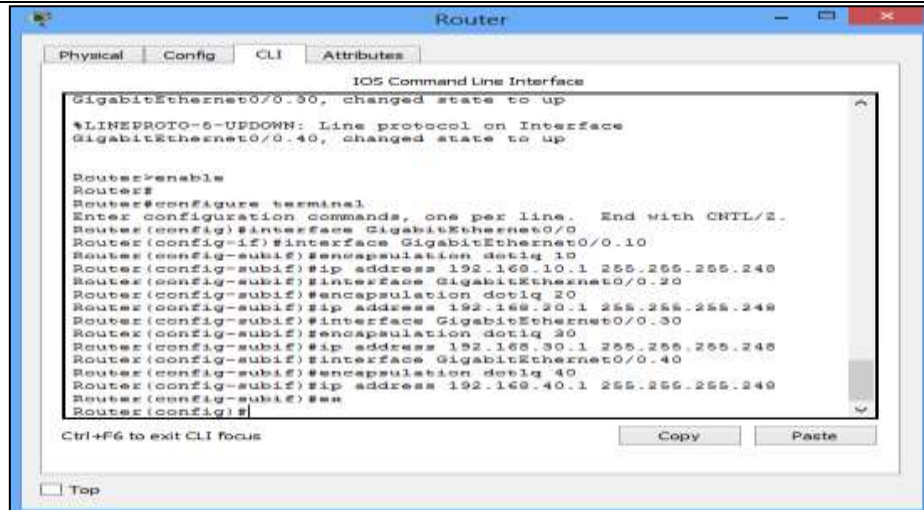 Router
Physical Config CLI Attributes
IOS Command Line Interface
GigabitEthernet0/0.30, changed state to up
%LINEPROTO-5-UPDOWN: Line protocol on Interface
GigabitEthernet0/0.40, changed state to up
Router>enable
Router#
Router#configure terminal
Enter configuration commands, one per line. End with CNTL/Z.
Router(config)#interface GigabitEthernet0/0
Router(config-if)#interface GigabitEthernet0/0.10
Router(config-subif)#encapsulation dot1q 10
Router(config-subif)#ip address 192.168.10.1 255.255.255.248
Router(config-subif)#interface GigabitEthernet0/0.20
Router(config-subif)#encapsulation dot1q 20
Router(config-subif)#ip address 192.168.20.1 255.255.255.248
Router(config-subif)#interface GigabitEthernet0/0.30
Router(config-subif)#encapsulation dot1q 30
Router(config-subif)#ip address 192.168.30.1 255.255.255.248
Router(config-subif)#interface GigabitEthernet0/0.40
Router(config-subif)#encapsulation dot1q 40
Router(config-subif)#ip address 192.168.40.1 255.255.255.248
Router(config-subif)#
Router(config)#
Ctrl+F6 to exit CLI focus
Copy Paste
Top